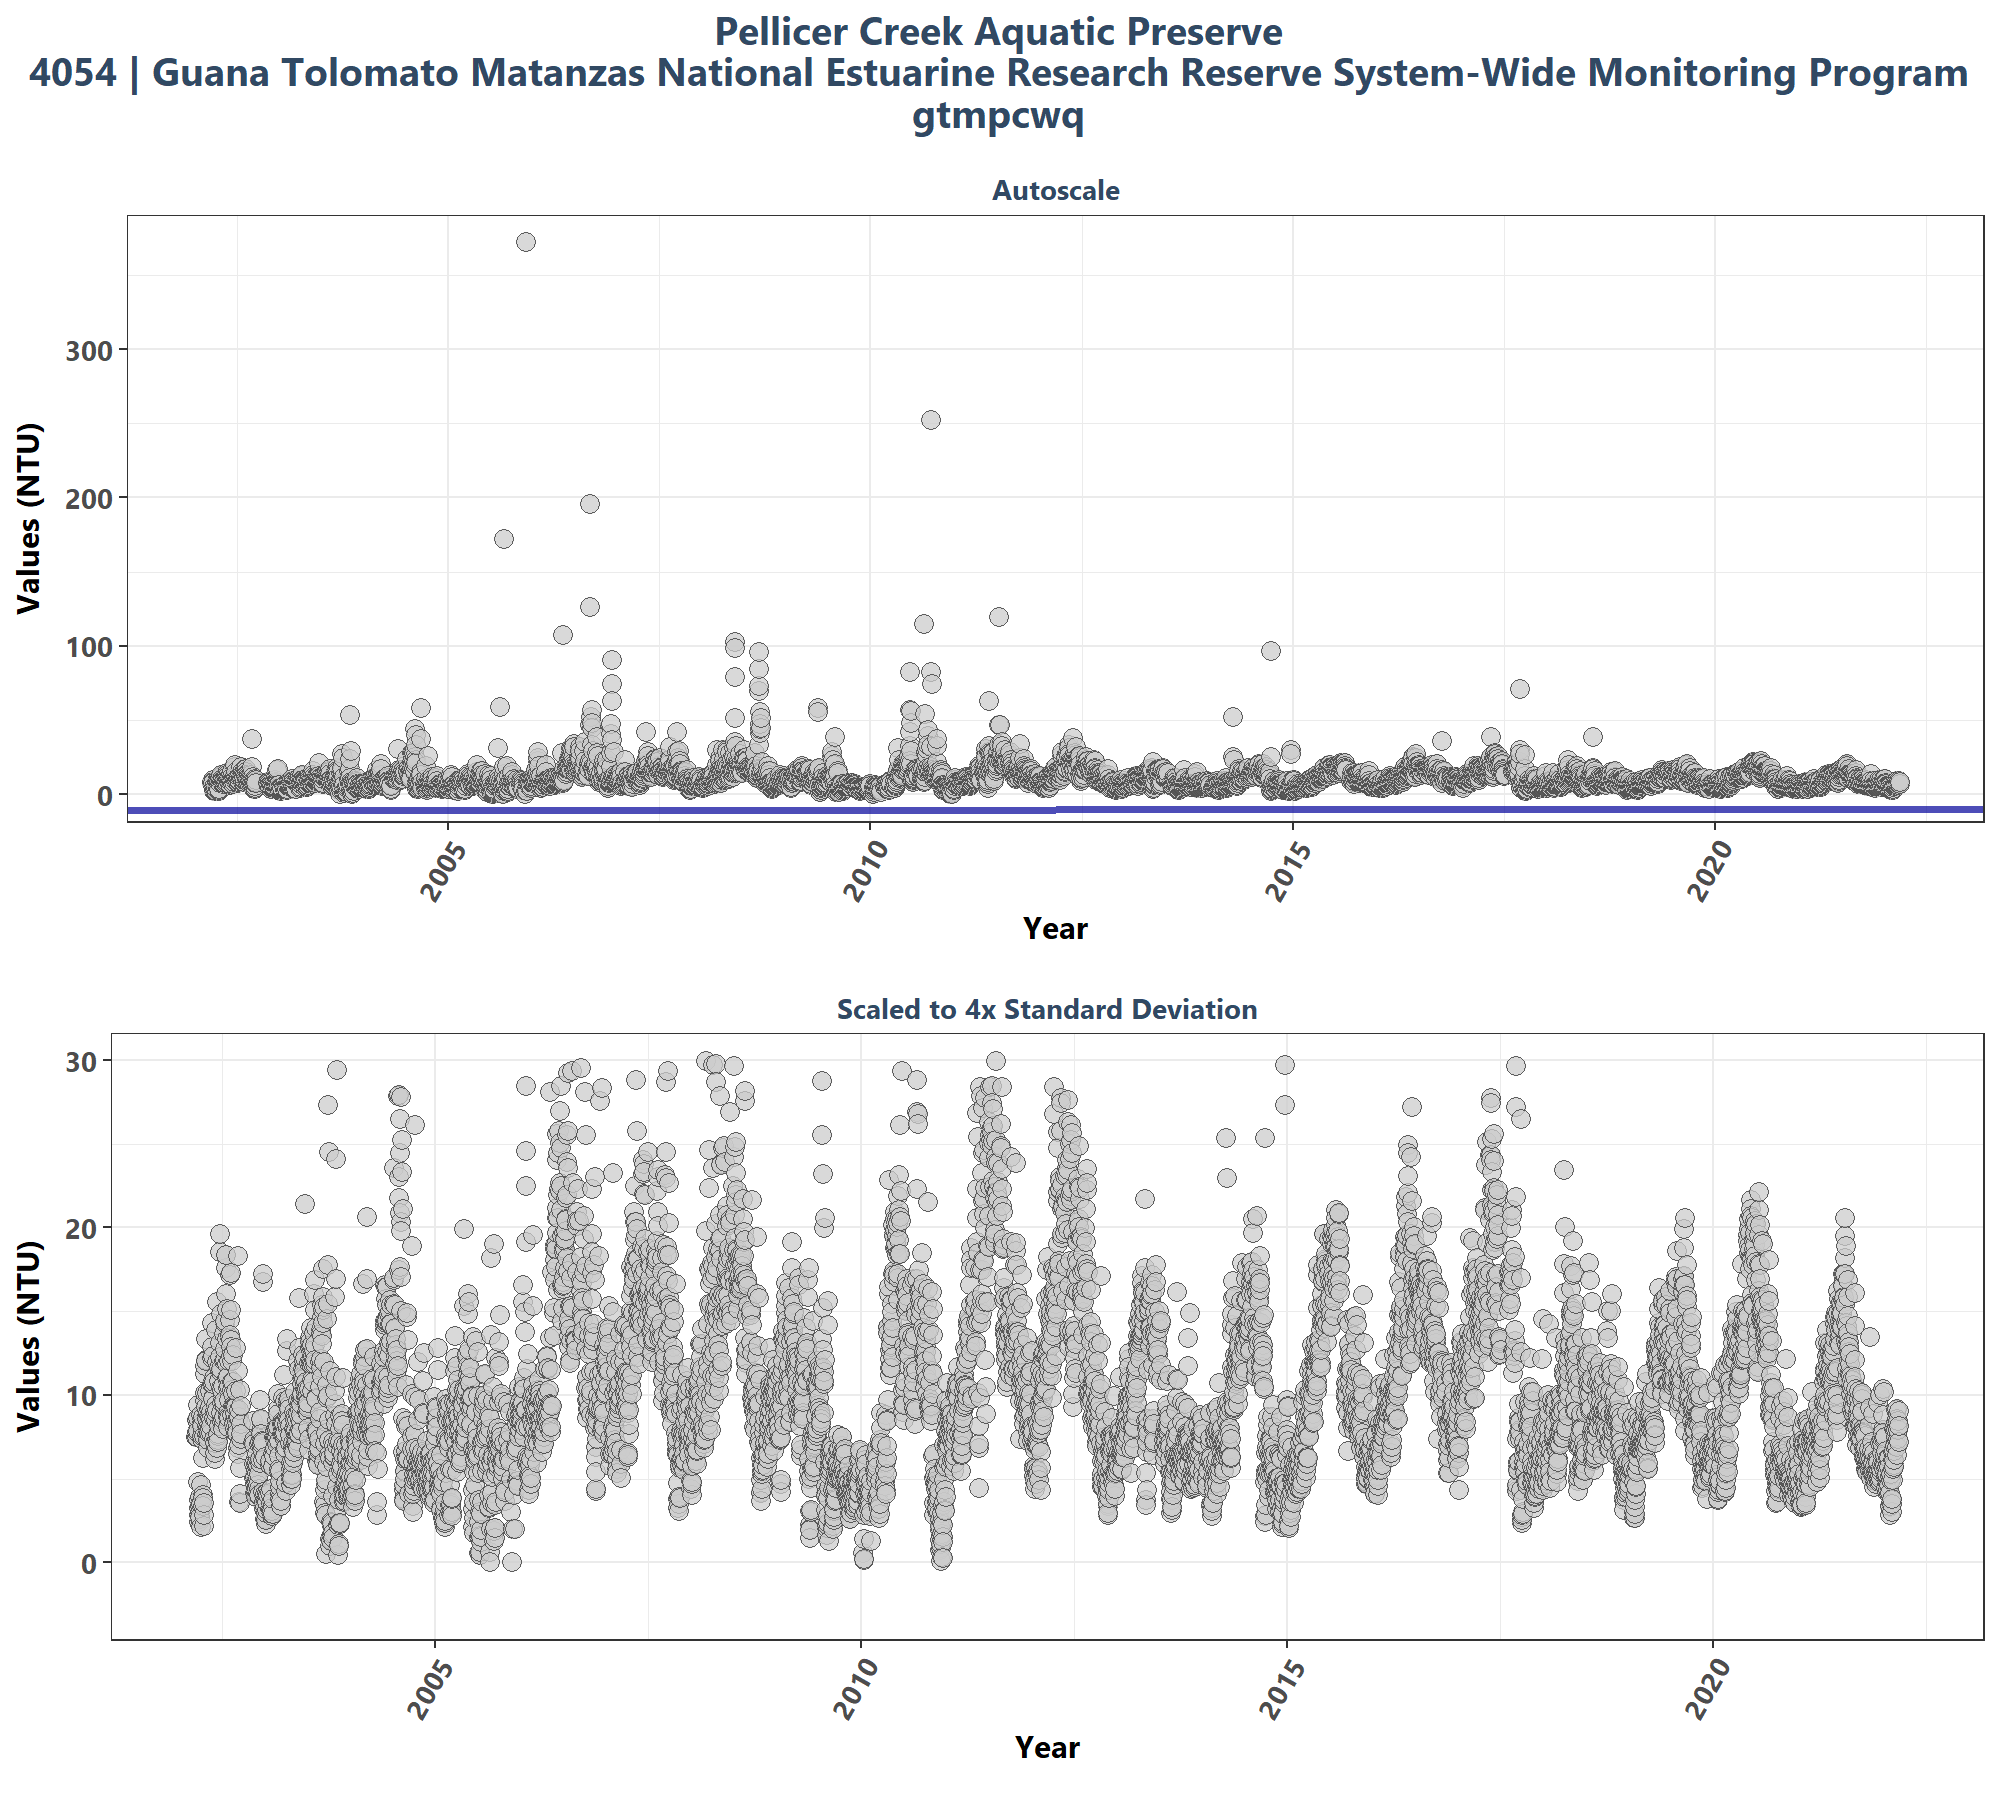 Pellicer Creek Aquatic Preserve
4054 | Guana Tolomato Matanzas National Estuarine Research Reserve System-Wide Monitoring Program
gtmpcwq
Autoscale
Values (NTU)
300
200
100
0
2005
2010
2015
2020
Year
Scaled to 4x Standard Deviation
Values (NTU)
30
20
10
0
2005
2010
2015
2020
Year